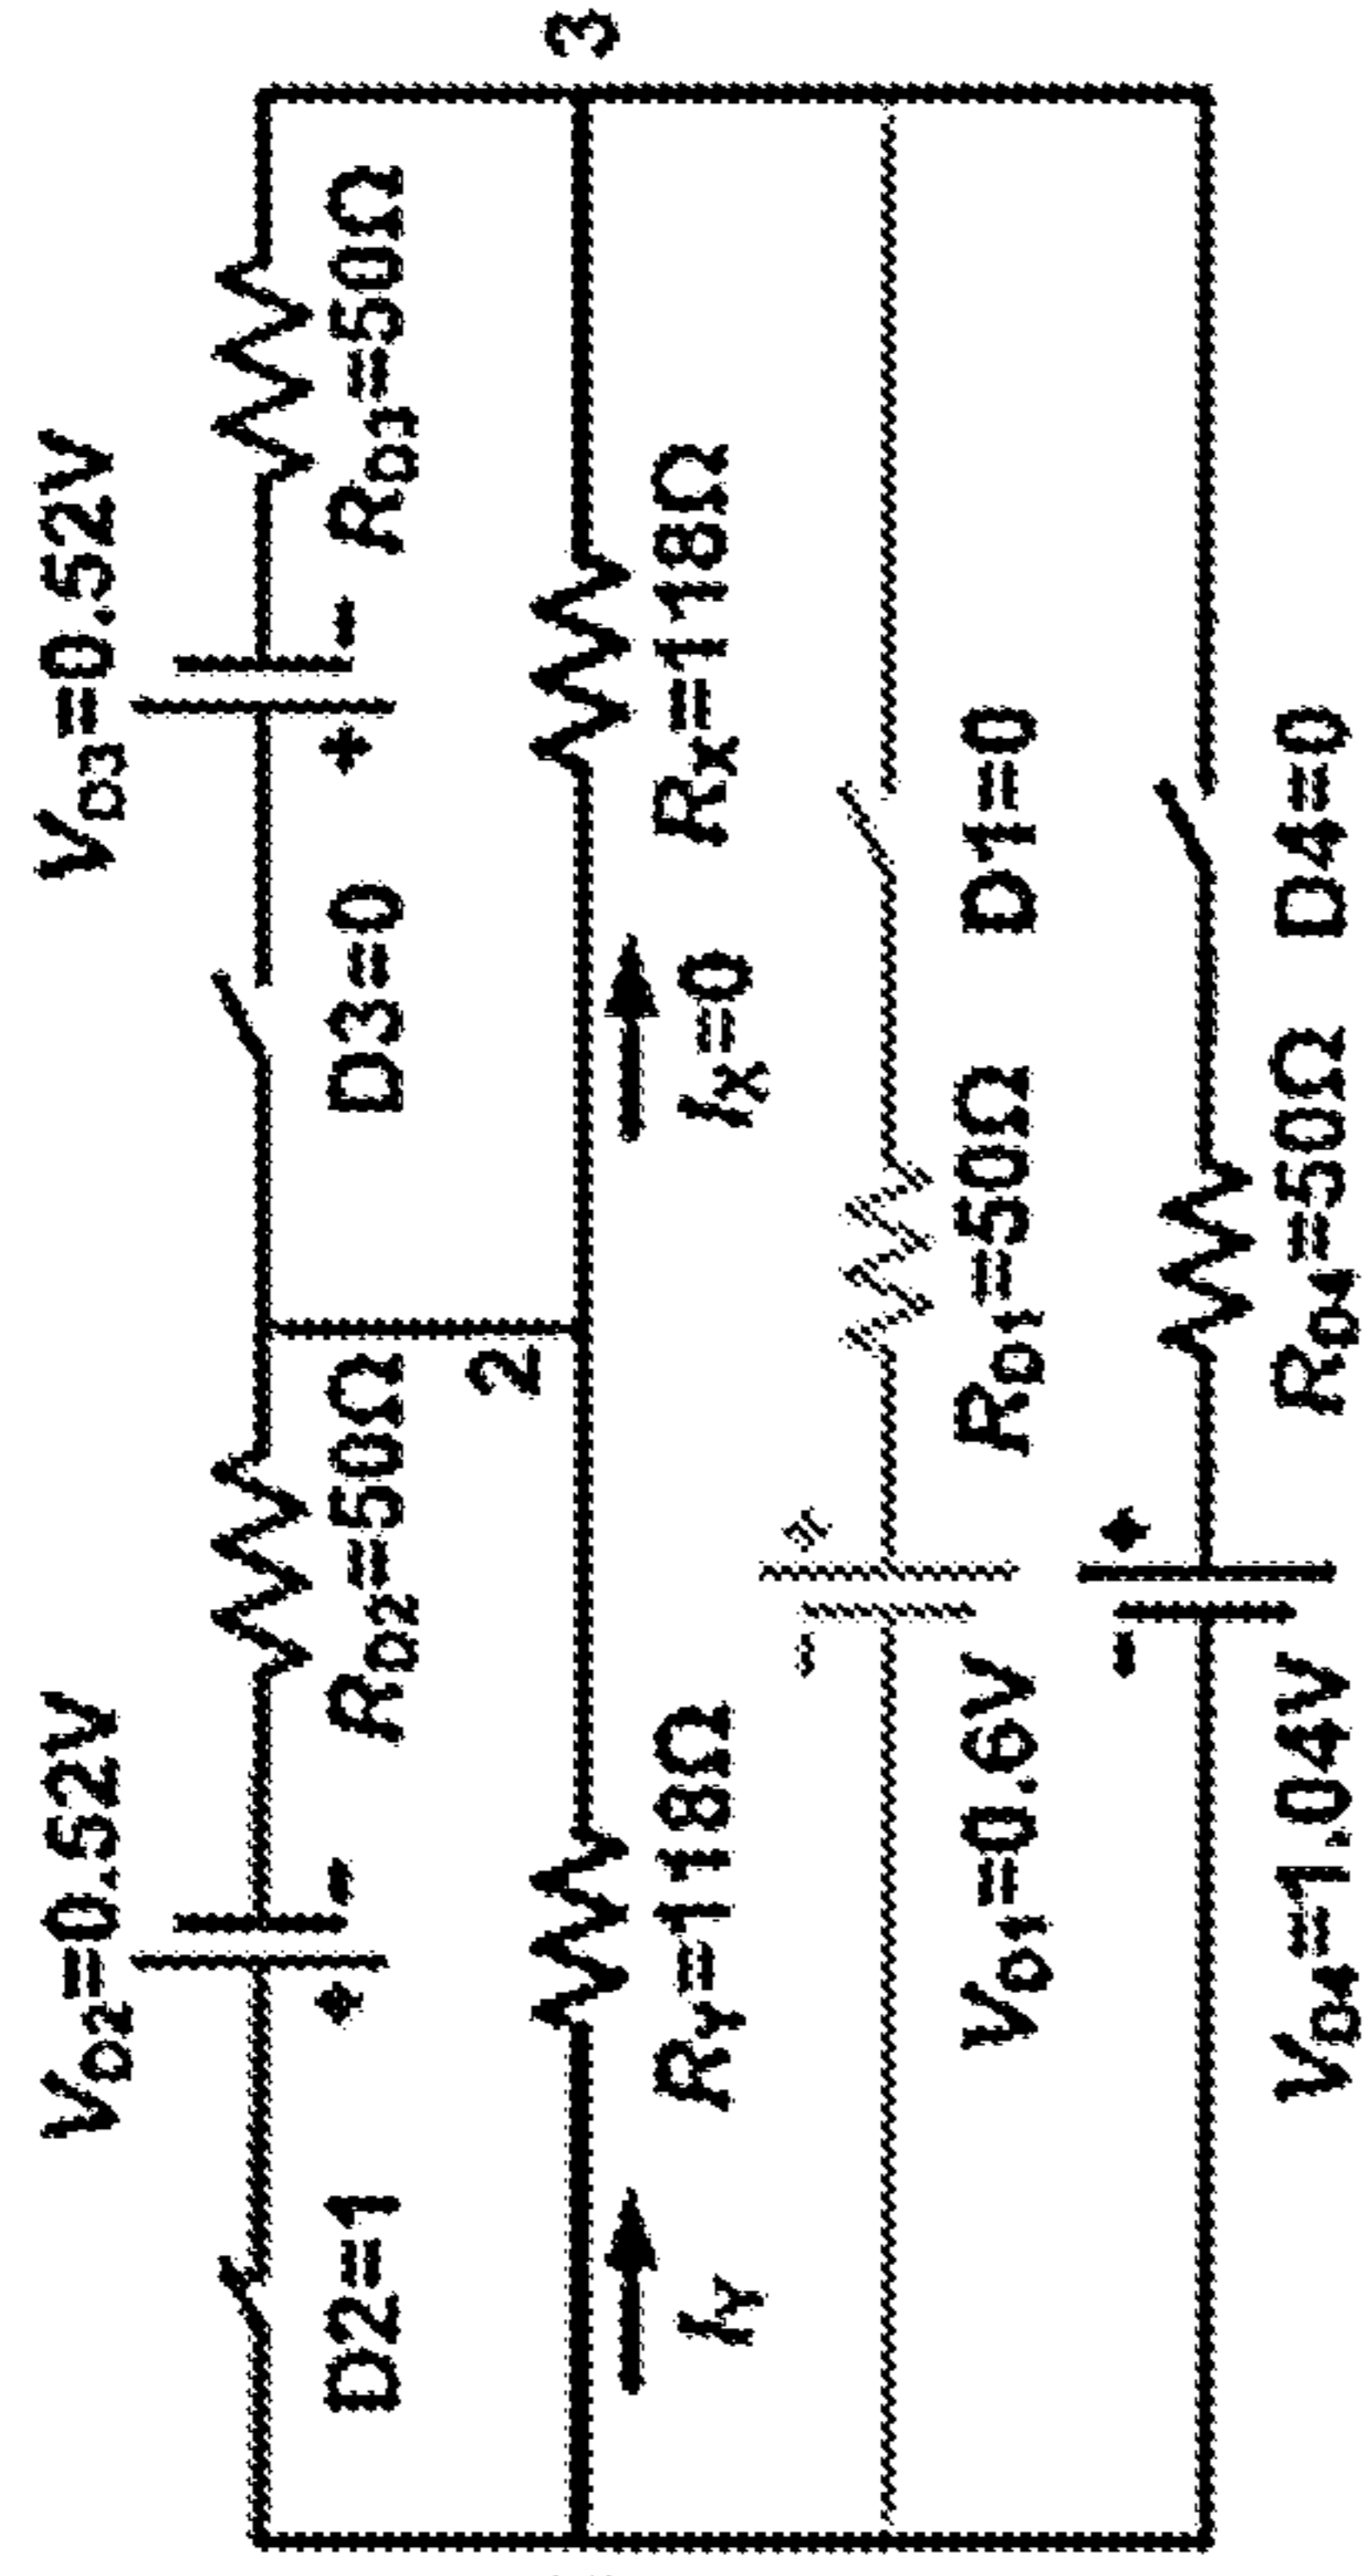 V_D2=0.52V
V_D3=0.52V
+
-
+
-
D2=1
R_D2=50Ω
D3=0
R_D3=50Ω
2
3
I_Y
R_Y=118Ω
I_X=0
R_X=118Ω
-
V_D1=0.6V
R_D1=50Ω
D1=0
-
+
V_D4=1.04V
R_D4=50Ω
D4=0